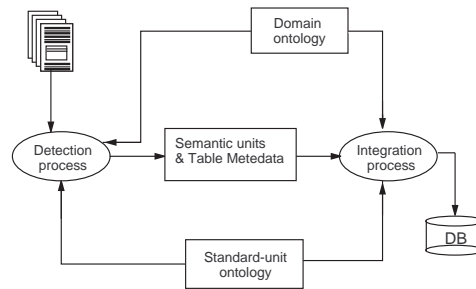 Domain
ontology
Detection
process
Semantic units
& Table Metedata
Integration
process
Standard-unit
ontology
DB